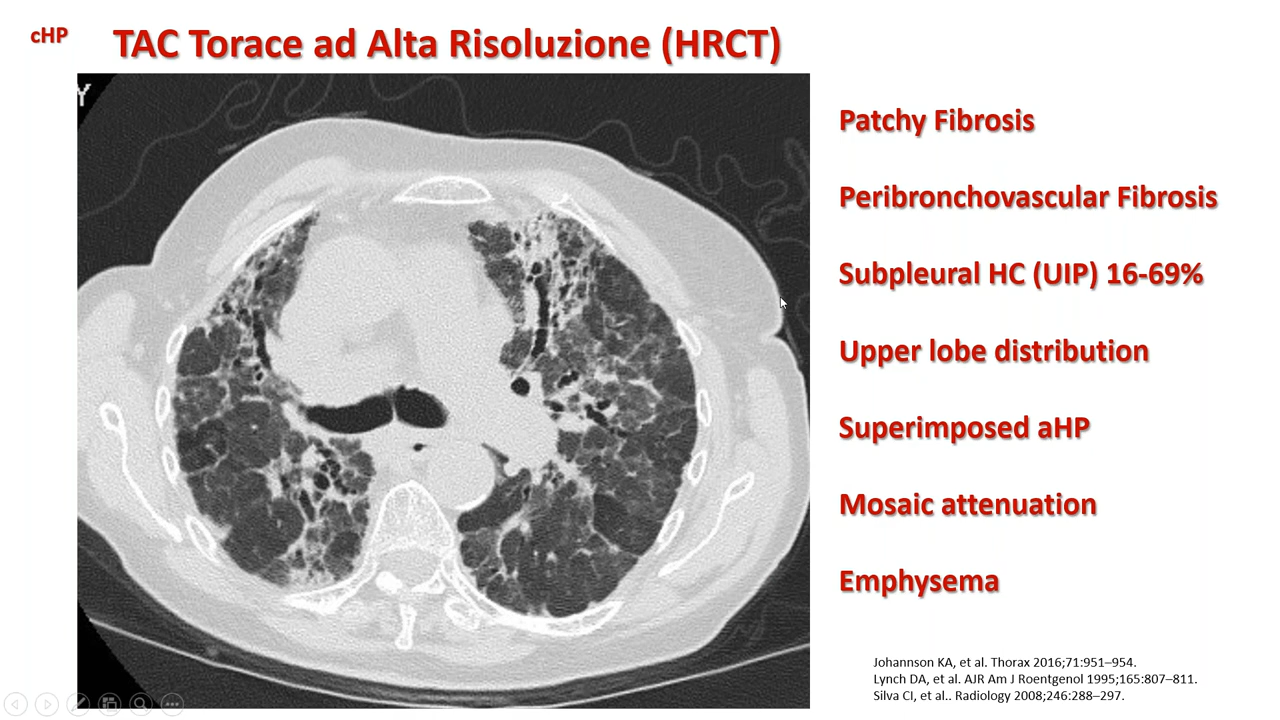 cHP
TAC Torace ad Alta Risoluzione (HRCT)
Y
Patchy Fibrosis
Peribronchovascular Fibrosis
Subpleural HC (UIP) 16-69%
Upper lobe distribution
Superimposed aHP
Mosaic attenuation
Emphysema
Johannson KA, et al. Thorax 2016;71:951–954.
Lynch DA, et al. AJR Am J Roentgenol 1995;165:807–811.
Silva CI, et al.. Radiology 2008;246:288–297.